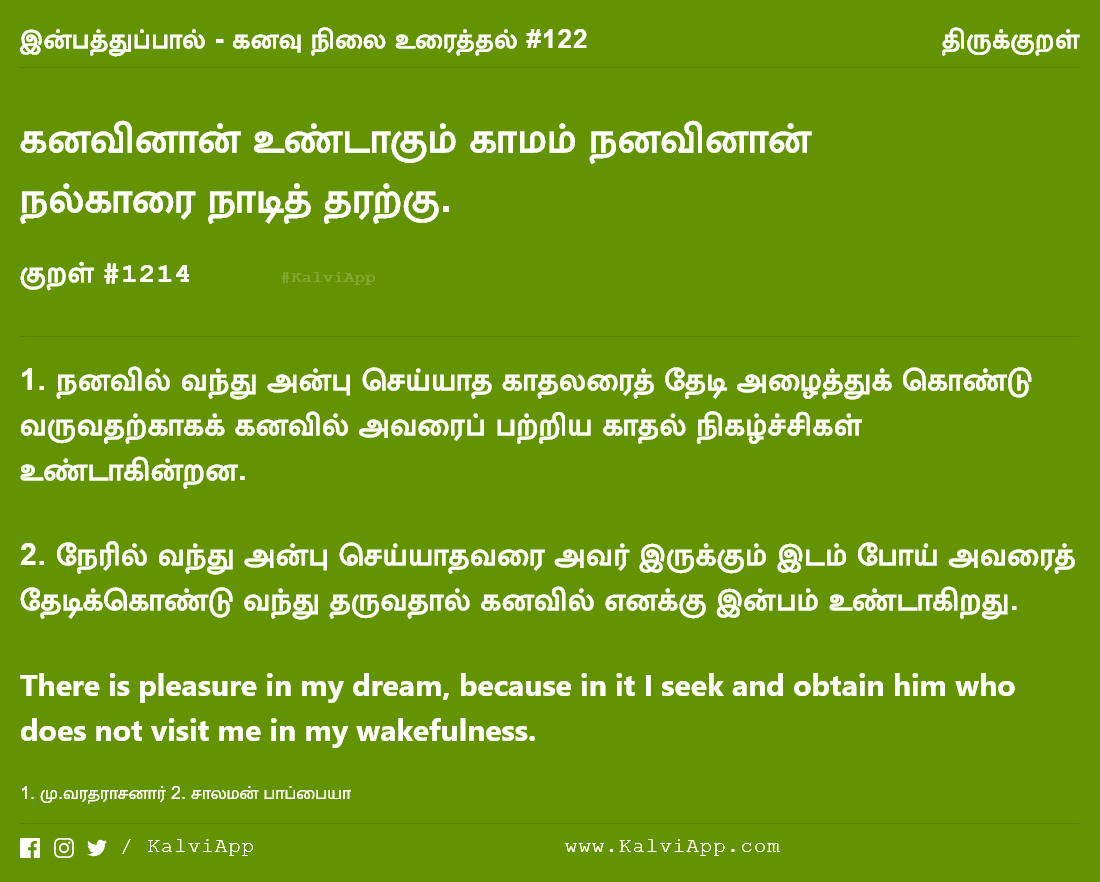 இன்பத்துப்பால் - கனவு நிலை உரைத்தல் #122 திருக்குறள்
கனவினான் உண்டாகும் காமம் நனவினான்
நல்காரை நாடித் தரற்கு.
குறள் #1214 #KalviApp
1. நனவில் வந்து அன்பு செய்யாத காதலரைத் தேடி அழைத்துக் கொண்டு
வருவதற்காகக் கனவில் அவரைப் பற்றிய காதல் நிகழ்ச்சிகள்
உண்டாகின்றன.
2. நேரில் வந்து அன்பு செய்யாதவரை அவர் இருக்கும் இடம் போய் அவரைத்
தேடிக்கொண்டு வந்து தருவதால் கனவில் எனக்கு இன்பம் உண்டாகிறது.
There is pleasure in my dream, because in it I seek and obtain him who
does not visit me in my wakefulness.
1. மு.வரதராசனார் 2. சாலமன் பாப்பையா
/ KalviApp www.KalviApp.com